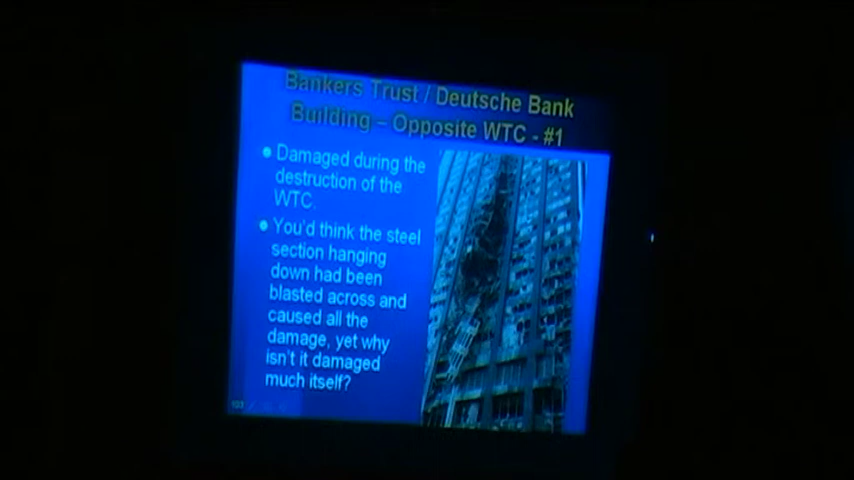 Bankers Trust / Deutsche Bank
Building – Opposite WTC - #1
Damaged during the
destruction of the
WTC.
You'd think the steel
section hanging
down had been
blasted across and
caused all the
damage, yet why
isn't it damaged
much itself?